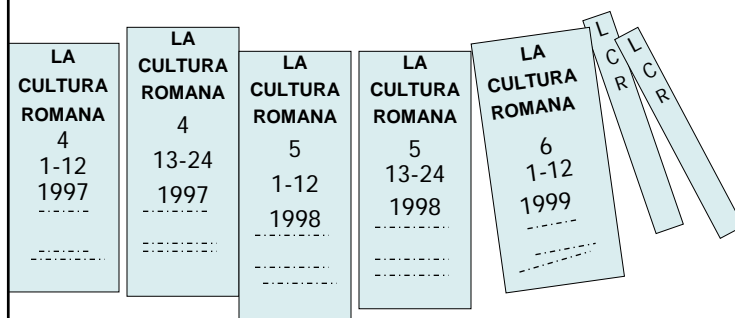 LA
CULTURA
ROMANA
4
1-12
1997
LA
CULTURA
ROMANA
4
13-24
1997
LA
CULTURA
ROMANA
5
1-12
1998
LA
CULTURA
ROMANA
5
13-24
1998
LA
CULTURA
ROMANA
6
1-12
1999
L
C
R
L
C
R